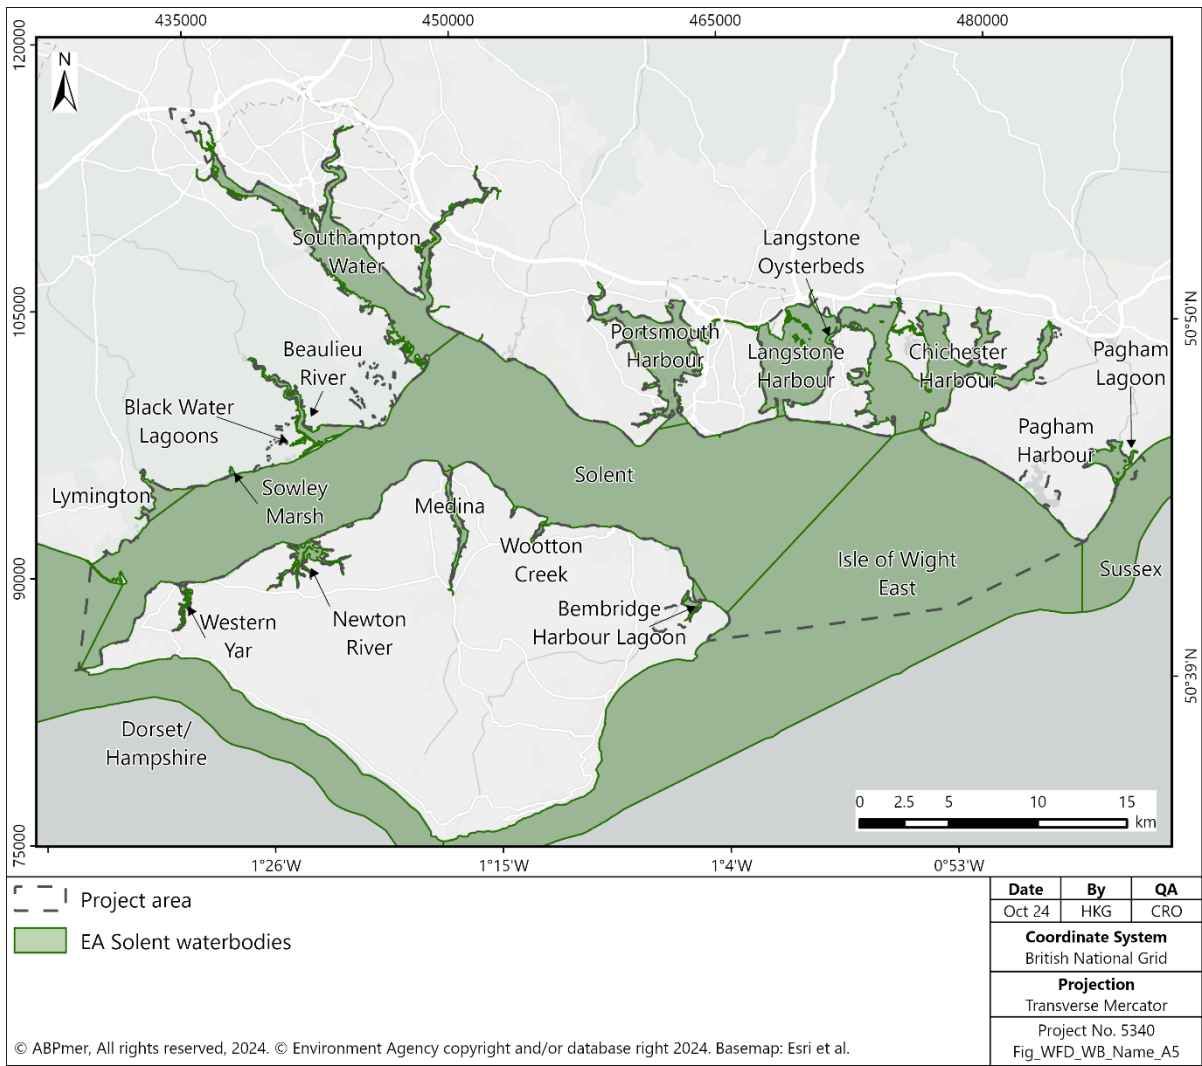 435000
450000
465000
480000
120000
105000
90000
75000
N
Southampton
Water
Langstone
Oysterbeds
Portsmouth
Harbour
Langstone
Harbour
Chichester
Harbour
Pagham
Lagoon
Beaulieu
River
Black Water
Lagoons
Pagham
Harbour
Lymington
Sowley
Marsh
Solent
Medina
Wootton
Creek
Isle of Wight
East
Sussex
Bembridge
Harbour Lagoon
Western
Yar
Newton
River
Dorset/
Hampshire
50°50'N
50°39'N
0 2.5 5 10 15
km
1°26'W
1°15'W
1°4'W
0°53'W
Project area
EA Solent waterbodies
Date By QA
Oct 24 HKG CRO
Coordinate System
British National Grid
Projection
Transverse Mercator
Project No. 5340
Fig_WFD_WB_Name_A5
© ABPmer, All rights reserved, 2024. © Environment Agency copyright and/or database right 2024. Basemap: Esri et al.